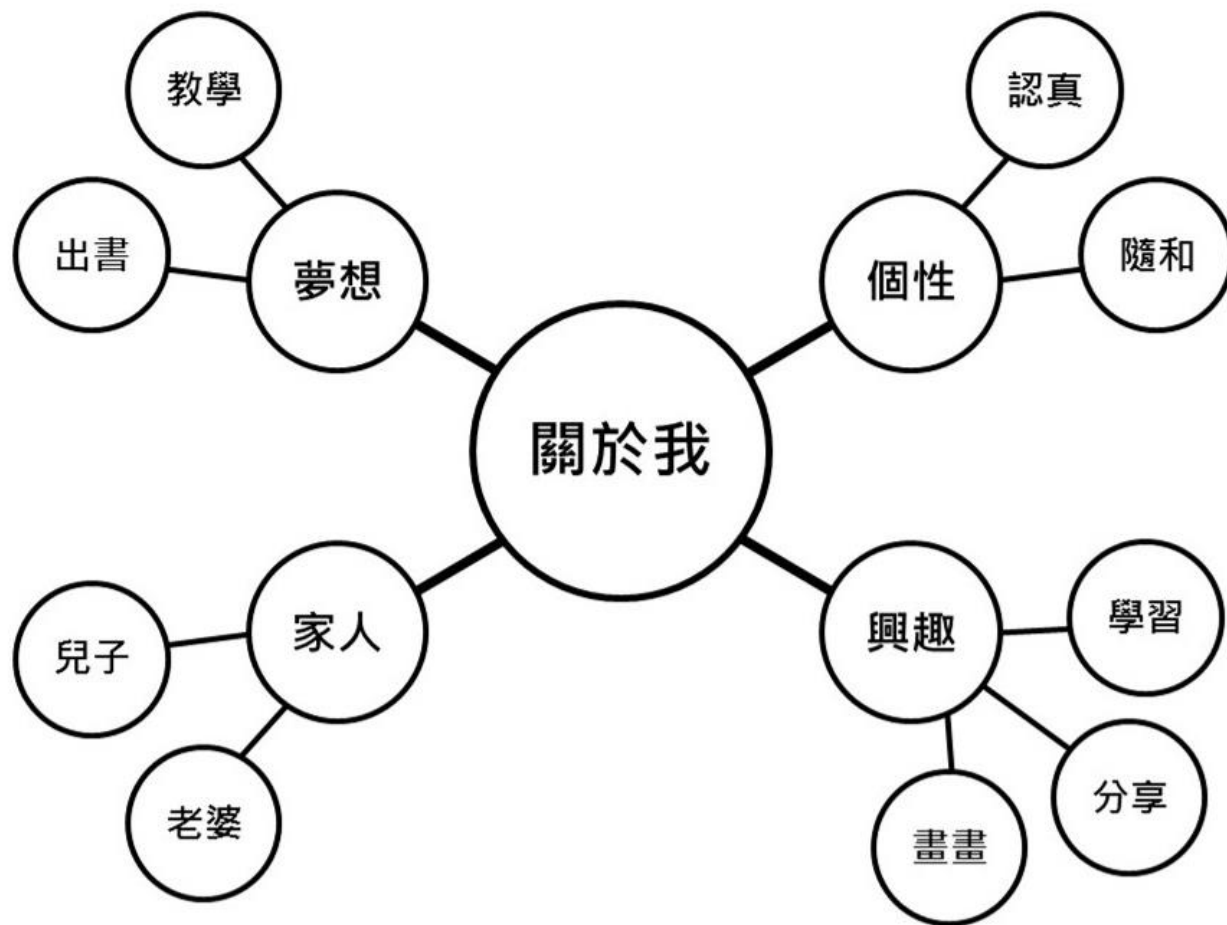 教學
認真
出書
夢想
個性
隨和
關於我
兒子
家人
興趣
學習
老婆
分享
畫畫